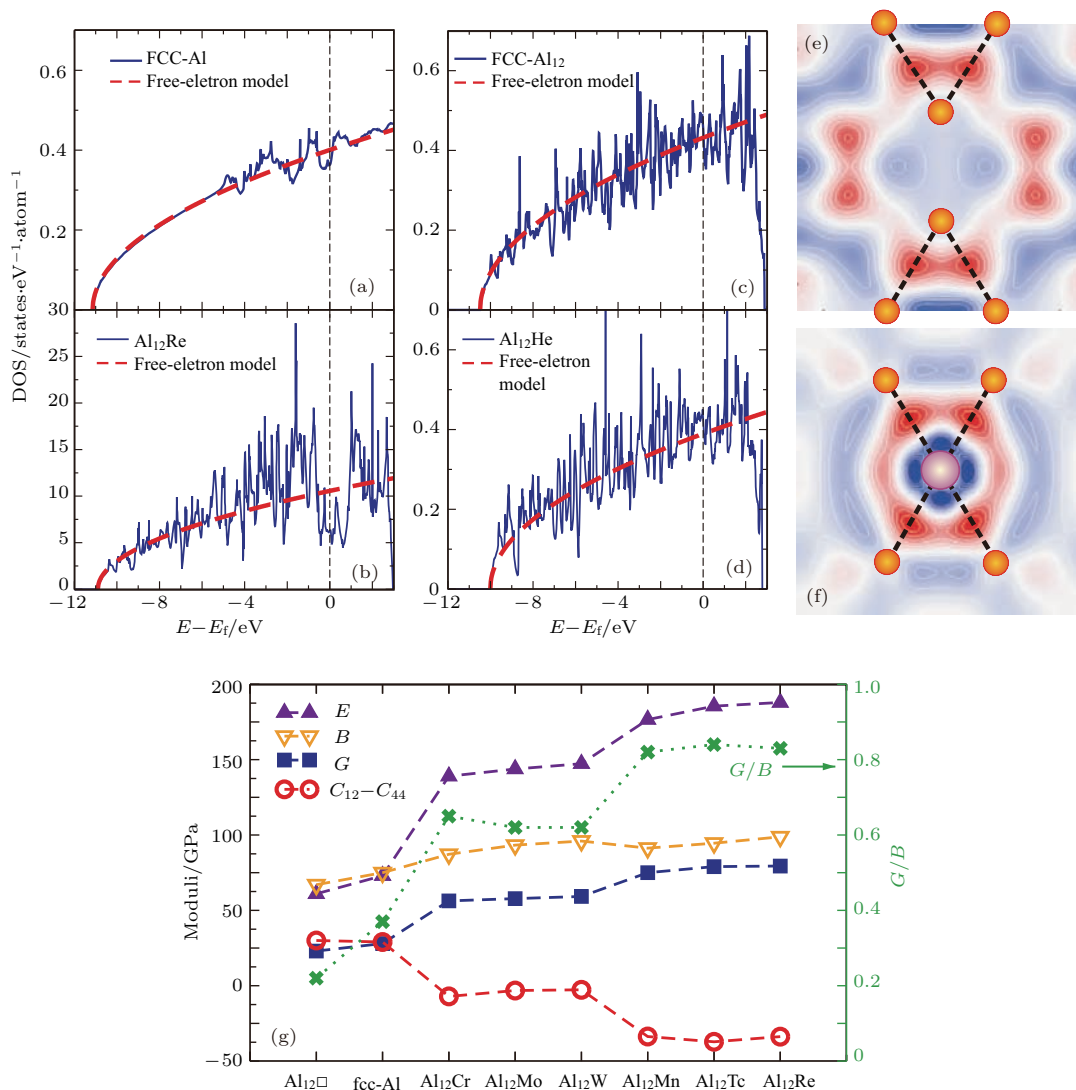 FCC-Al
Free-eletron model
0.6
0.4
0.2
30
(a)
FCC-Al₁₂
Free-eletron model
0.6
0.4
0.2
0
(c)
DOS/states·eV⁻¹·atom⁻¹
Al₁₂Re
Free-eletron model
25
20
15
10
5
0
(b)
−12
−8
−4
0
E−E_f/eV
Al₁₂He
Free-eletron
model
0.6
0.4
0.2
0
(d)
−12
−8
−4
0
E−E_f/eV
(e)
(f)
200
150
100
50
0
−50
Moduli/GPa
E
B
G
C₁₂−C₄₄
G/B
(g)
1.0
0.8
0.6
0.4
0.2
0
G/B
Al₁₂□
fcc-Al
Al₁₂Cr
Al₁₂Mo
Al₁₂W
Al₁₂Mn
Al₁₂Tc
Al₁₂Re